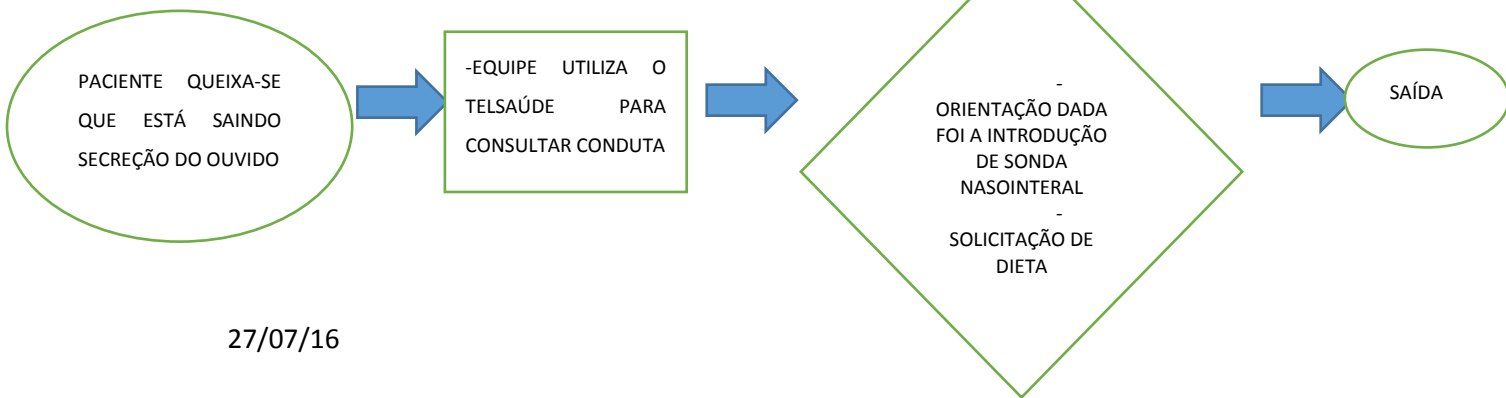 PACIENTE QUEIXA-SE
QUE ESTÁ SAINDO
SECREÇÃO DO OUVIDO
-EQUIPE UTILIZA O
TELSAÚDE PARA
CONSULTAR CONDUTA
-
ORIENTAÇÃO DADA
FOI A INTRODUÇÃO
DE SONDA
NASOINTERAL
-
SOLICITAÇÃO DE
DIETA
SAÍDA
27/07/16